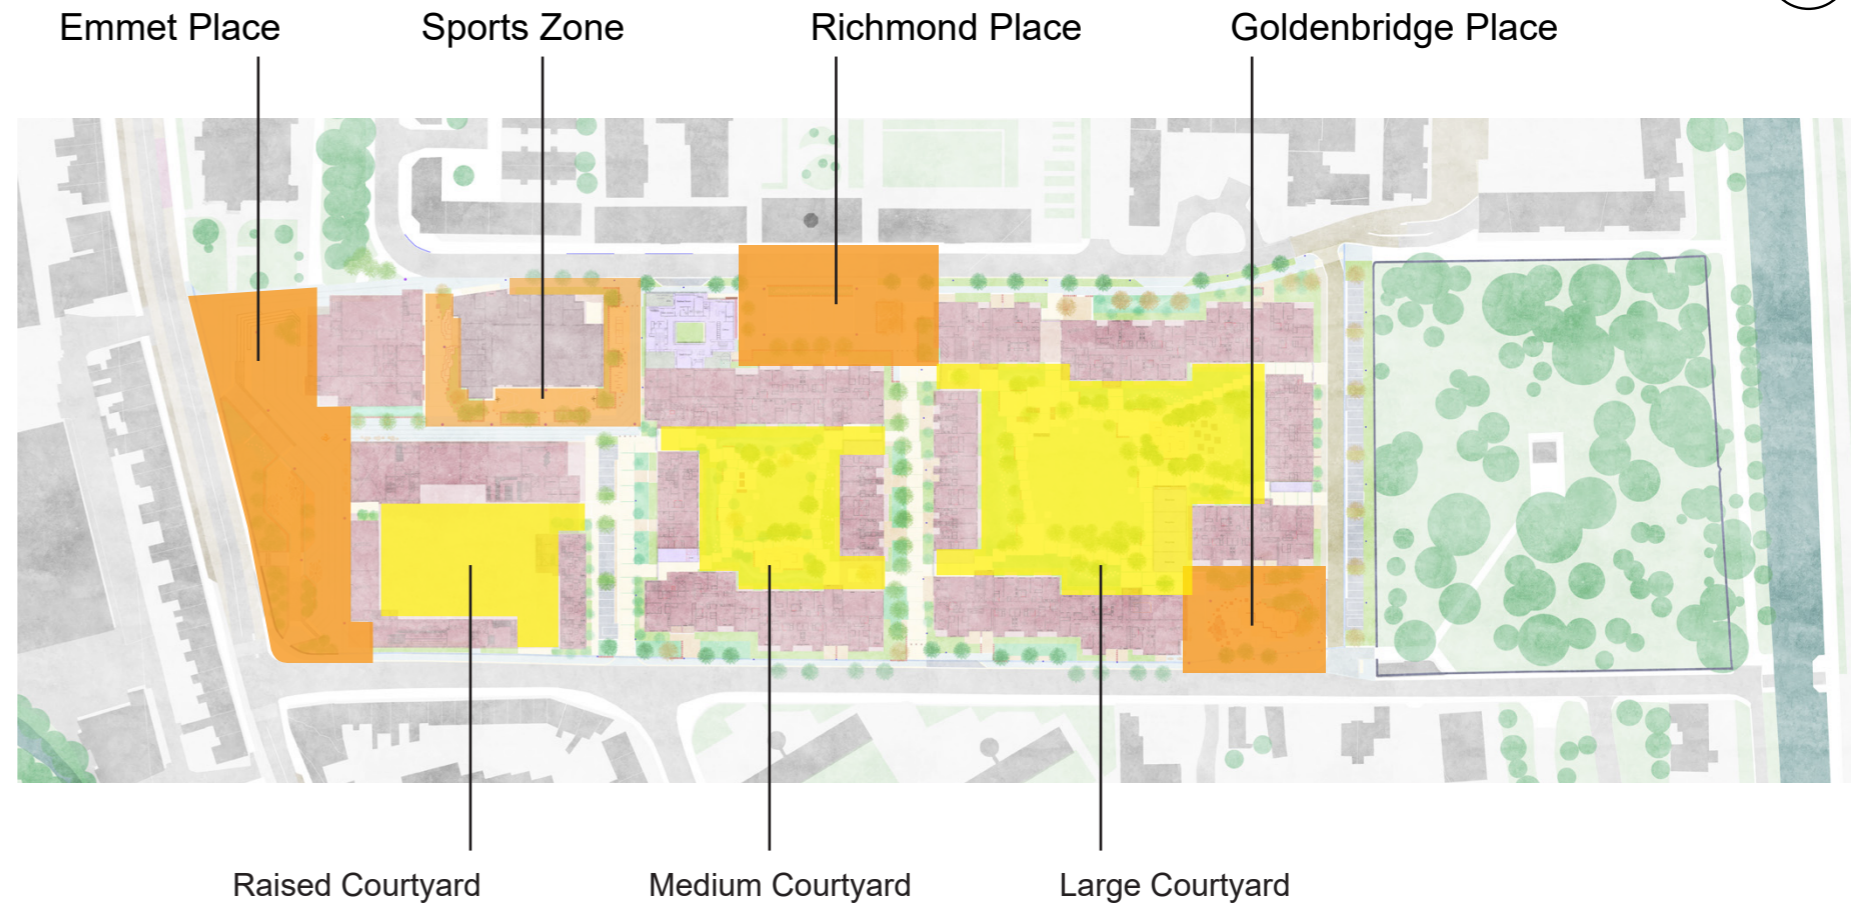 Emmet Place
Sports Zone
Richmond Place
Goldenbridge Place
Raised Courtyard
Medium Courtyard
Large Courtyard